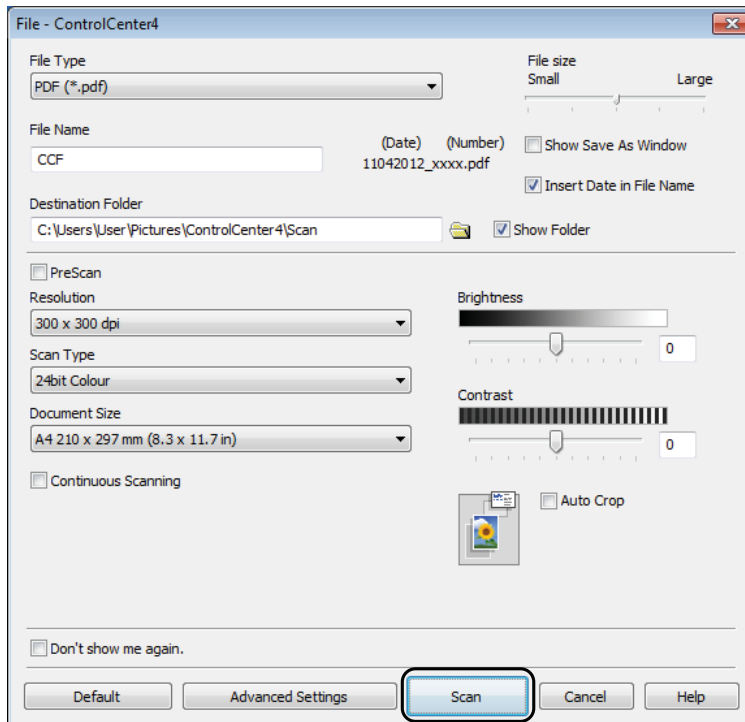 File - ControlCenter4
File Type
PDF (*.pdf)
File size
Small Large
File Name
CCF
(Date) (Number)
11042012_xxxx.pdf
Show Save As Window
Insert Date in File Name
Destination Folder
C:\Users\User\Pictures\ControlCenter4\Scan
Show Folder
PreScan
Resolution
300 x 300 dpi
Scan Type
24bit Colour
Document Size
A4 210 x 297 mm (8.3 x 11.7 in)
Continuous Scanning
Brightness
0
Contrast
0
Auto Crop
Don't show me again.
Default Advanced Settings Scan Cancel Help